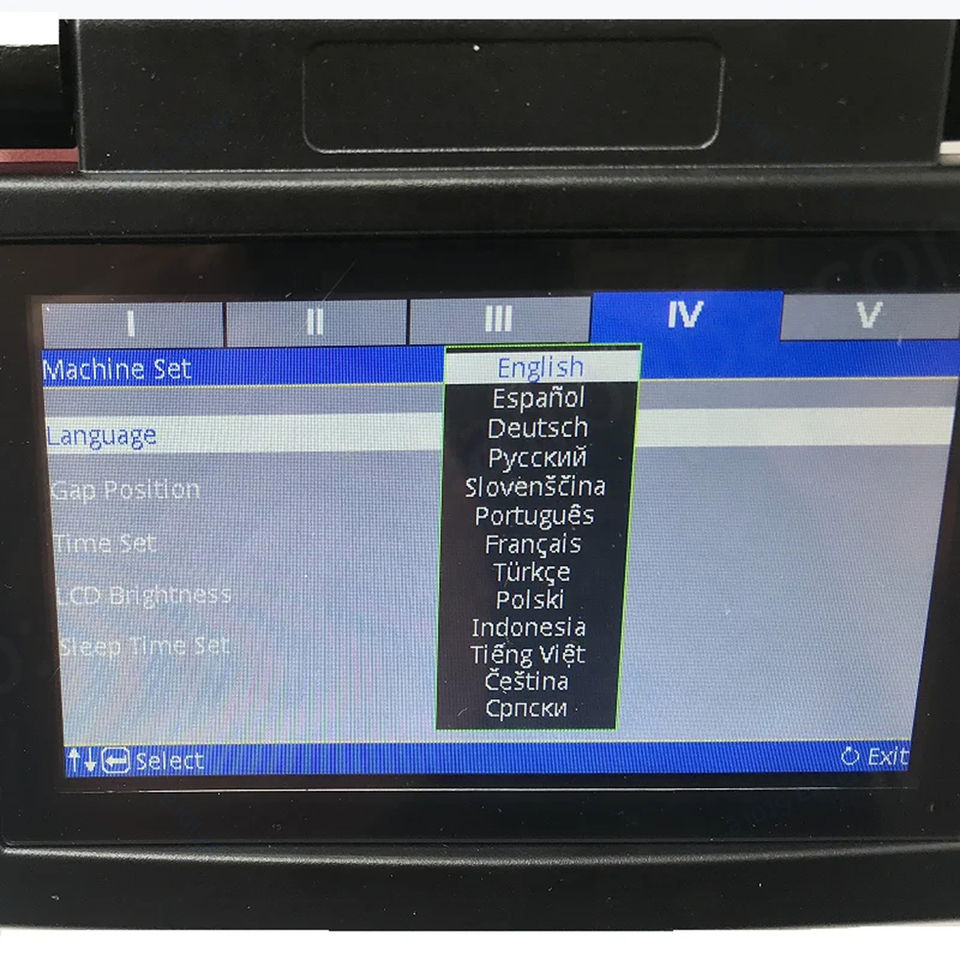 I II III IV V
Machine Set
English
Español
Language
Deutsch
Русский
Gap Position
Slovenščina
Português
Time Set
Français
Türkçe
LCD Brightness
Polski
Indonesia
Sleep Time Set
Tiếng Việt
Čeština
Српски
Select
Exit